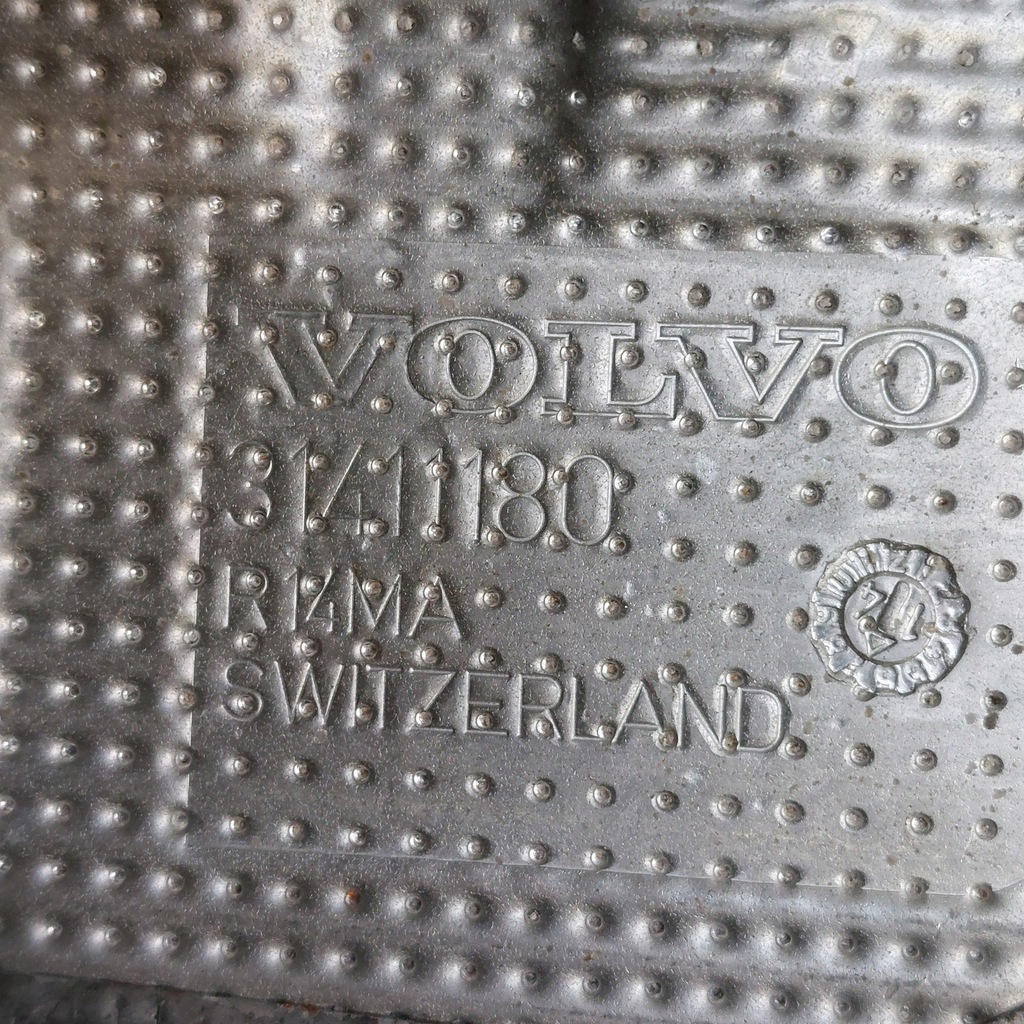 VOLVO
31411180
R14MA
SWITZERLAND